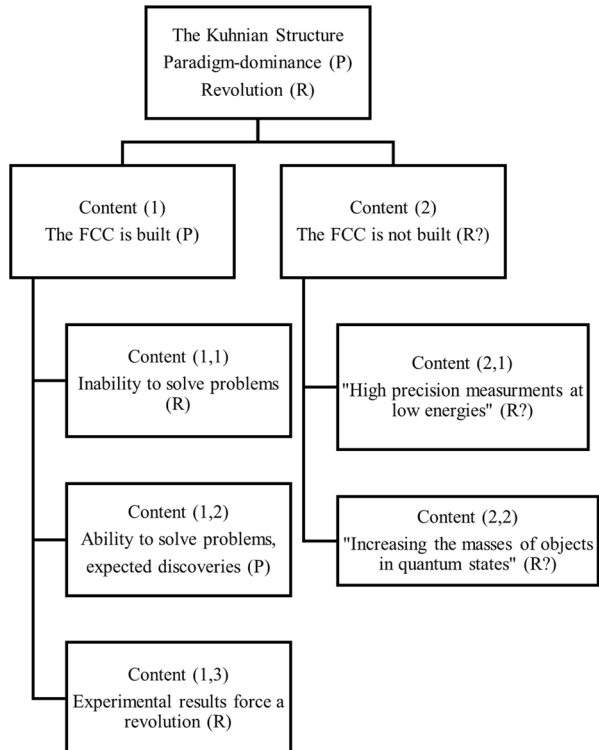 The Kuhnian Structure
Paradigm-dominance (P)
Revolution (R)
Content (1)
The FCC is built (P)
Content (2)
The FCC is not built (R?)
Content (1,1)
Inability to solve problems
(R)
Content (2,1)
"High precision measurments at
low energies" (R?)
Content (1,2)
Ability to solve problems,
expected discoveries (P)
Content (2,2)
"Increasing the masses of objects
in quantum states" (R?)
Content (1,3)
Experimental results force a
revolution (R)